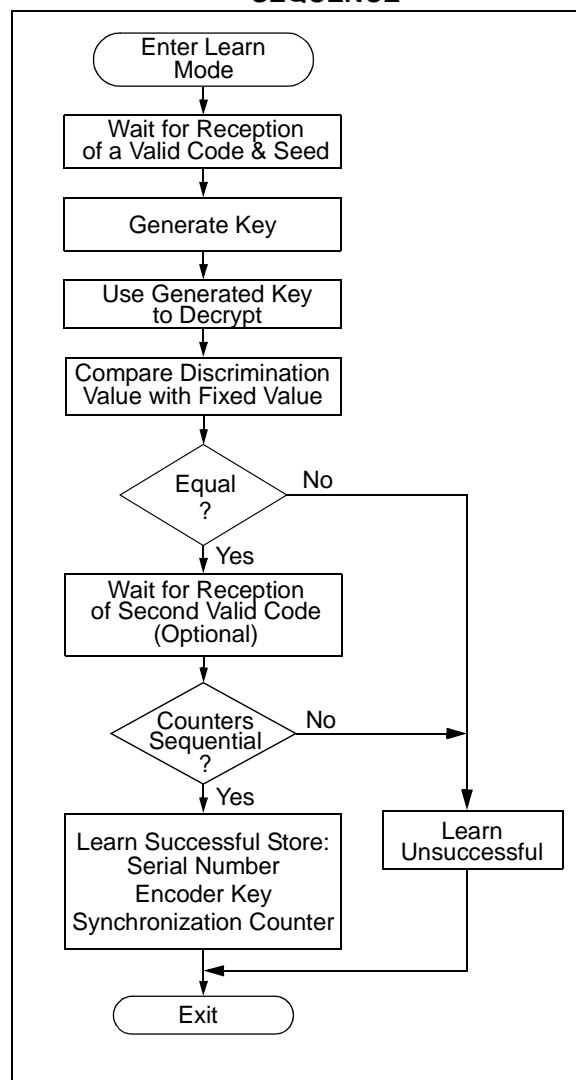 Enter Learn
Mode
Wait for Reception
of a Valid Code & Seed
Generate Key
Use Generated Key
to Decrypt
Compare Discrimination
Value with Fixed Value
Equal
?
No
Yes
Wait for Reception
of Second Valid Code
(Optional)
Counters
Sequential
?
No
Yes
Learn Successful Store:
Serial Number
Encoder Key
Synchronization Counter
Learn
Unsuccessful
Exit